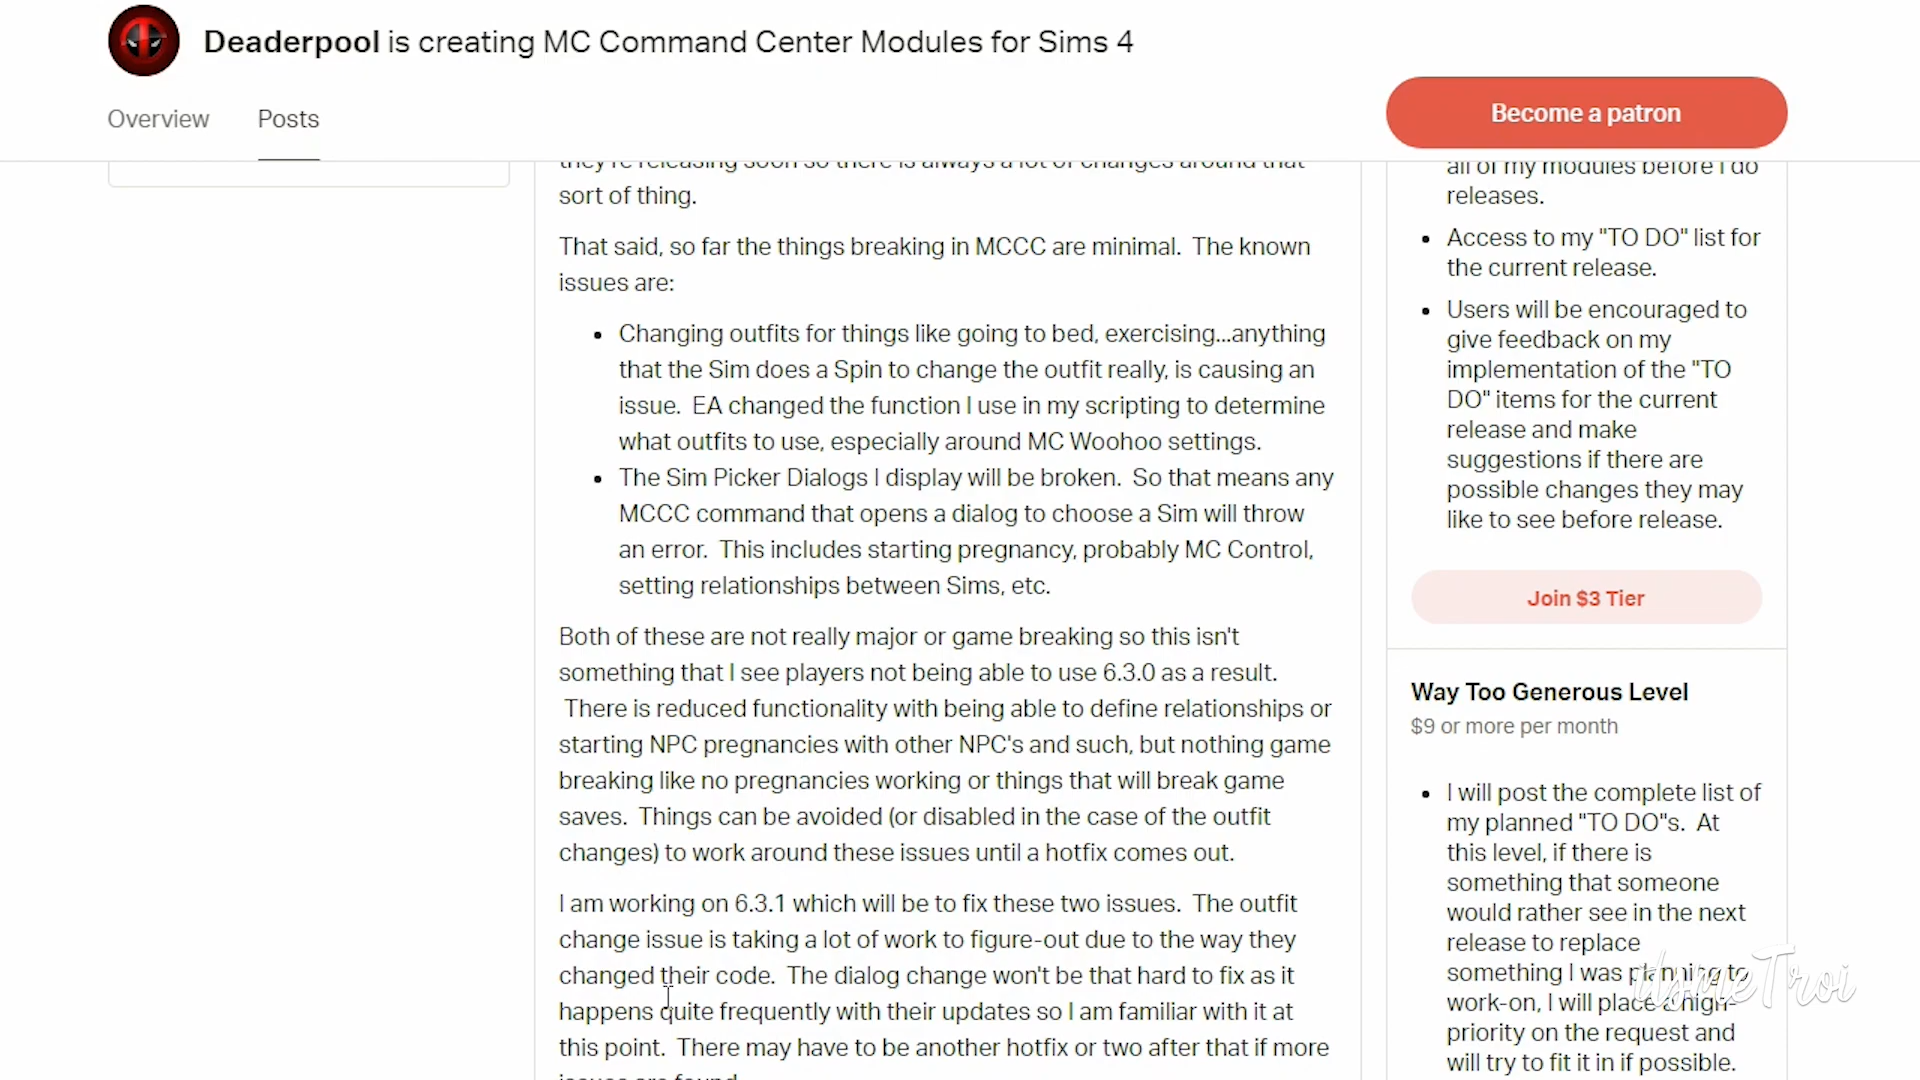 Deaderpool is creating MC Command Center Modules for Sims 4
Overview
Posts
Become a patron
they're releasing soon so there is always a lot of changes around that
sort of thing.
That said, so far the things breaking in MCCC are minimal.  The known
issues are:
• Changing outfits for things like going to bed, exercising...anything
that the Sim does a Spin to change the outfit really, is causing an
issue.  EA changed the function I use in my scripting to determine
what outfits to use, especially around MC Woohoo settings.
• The Sim Picker Dialogs I display will be broken.  So that means any
MCCC command that opens a dialog to choose a Sim will throw
an error.  This includes starting pregnancy, probably MC Control,
setting relationships between Sims, etc.
Both of these are not really major or game breaking so this isn't
something that I see players not being able to use 6.3.0 as a result.
There is reduced functionality with being able to define relationships or
starting NPC pregnancies with other NPC's and such, but nothing game
breaking like no pregnancies working or things that will break game
saves.  Things can be avoided (or disabled in the case of the outfit
changes) to work around these issues until a hotfix comes out.
I am working on 6.3.1 which will be to fix these two issues.  The outfit
change issue is taking a lot of work to figure-out due to the way they
changed their code.  The dialog change won't be that hard to fix as it
happens quite frequently with their updates so I am familiar with it at
this point.  There may have to be another hotfix or two after that if more
issues are found
all of my modules before I do
releases.
• Access to my "TO DO" list for
the current release.
• Users will be encouraged to
give feedback on my
implementation of the "TO
DO" items for the current
release and make
suggestions if there are
possible changes they may
like to see before release.
Join $3 Tier
Way Too Generous Level
$9 or more per month
• I will post the complete list of
my planned "TO DO"s.  At
this level, if there is
something that someone
would rather see in the next
release to replace
something I was planning to
work-on, I will place a high-
priority on the request and
will try to fit it in if possible.
itsmeTroi